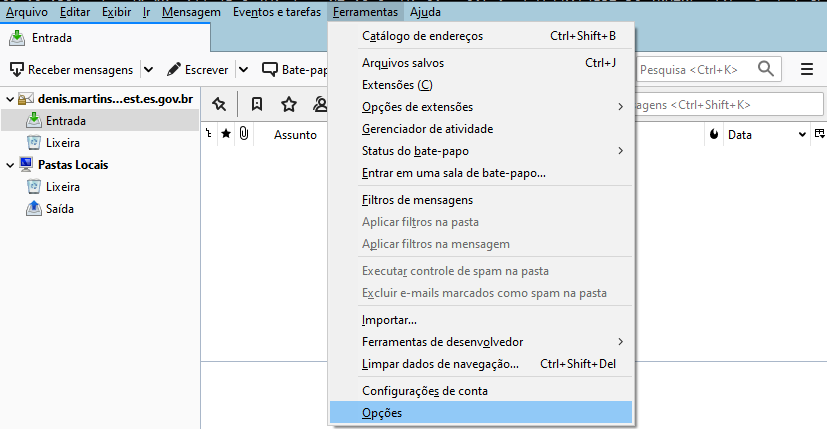 Arquivo Editar Exibir Ir Mensagem Eventos e tarefas Ferramentas Ajuda
Entrada
Receber mensagens Escrever Bate-pap
Pesquisa <Ctrl+K>
denis.martins...est.es.gov.br
Entrada
Lixeira
Pastas Locais
Lixeira
Saída
agens <Ctrl+Shift+K>
Assunto
Data
Catálogo de endereços Ctrl+Shift+B
Arquivos salvos Ctrl+J
Extensões (C)
Opções de extensões
Gerenciador de atividade
Status do bate-papo
Entrar em uma sala de bate-papo...
Filtros de mensagens
Aplicar filtros na pasta
Aplicar filtros na mensagem
Executar controle de spam na pasta
Excluir e-mails marcados como spam na pasta
Importar...
Ferramentas de desenvolvedor
Limpar dados de navegação... Ctrl+Shift+Del
Configurações de conta
Opções